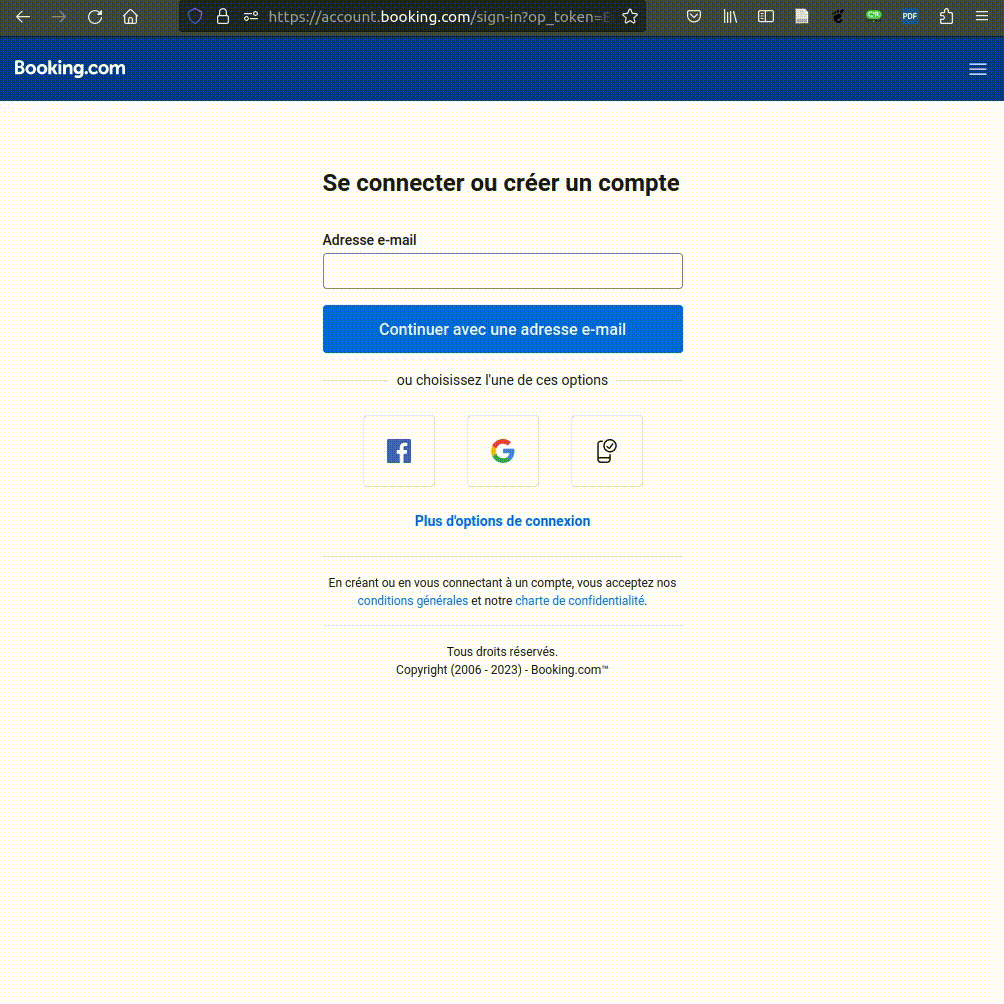 https://account.booking.com/sign-in?op_token=E
PDF
Booking.com
Se connecter ou créer un compte
Adresse e-mail
Continuer avec une adresse e-mail
ou choisissez l'une de ces options
Plus d'options de connexion
En créant ou en vous connectant à un compte, vous acceptez nos
conditions générales et notre charte de confidentialité.
Tous droits réservés.
Copyright (2006 - 2023) - Booking.com™